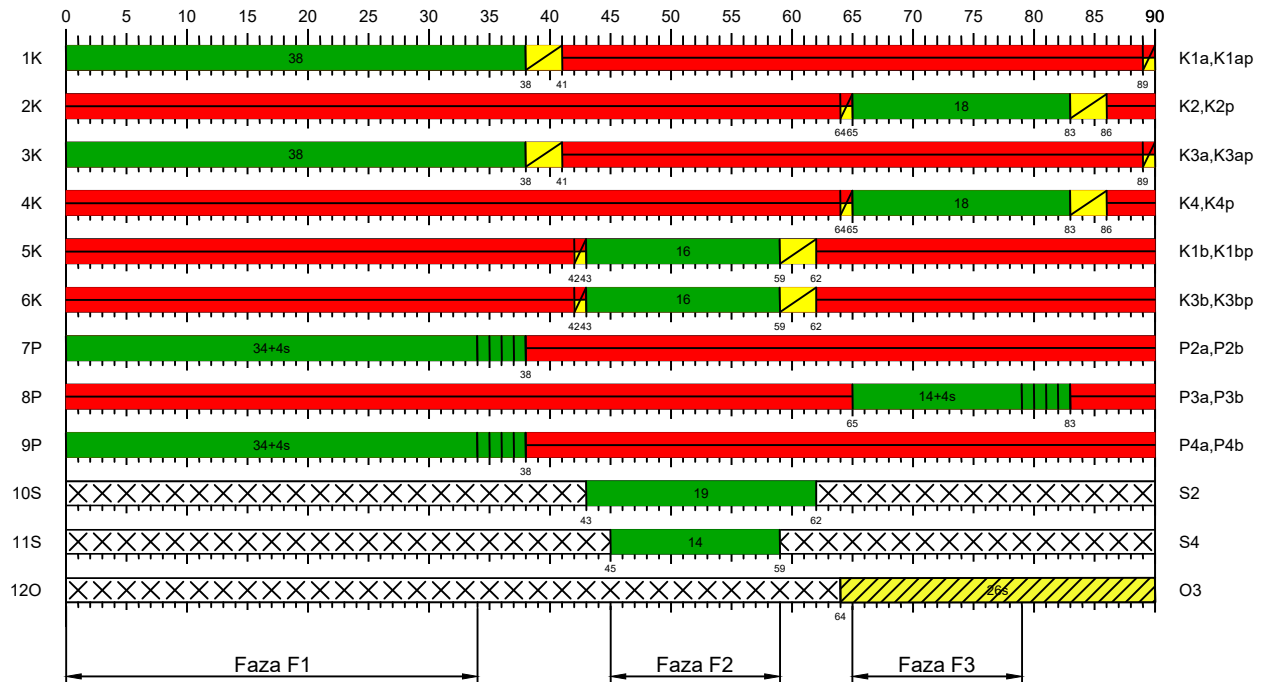 0 5 10 15 20 25 30 35 40 45 50 55 60 65 70 75 80 85 90
1K 38 K1a,K1ap
38 41 89
2K 18 K2,K2p
64 65 83 86
3K 38 K3a,K3ap
38 41 89
4K 18 K4,K4p
64 65 83 86
5K 16 K1b,K1bp
42 43 59 62
6K 16 K3b,K3bp
42 43 59 62
7P 34+4s P2a,P2b
38
8P 14+4s P3a,P3b
65 83
9P 34+4s P4a,P4b
38
10S 19 S2
43 62
11S 14 S4
45 59
12O 26s O3
64
Faza F1 Faza F2 Faza F3